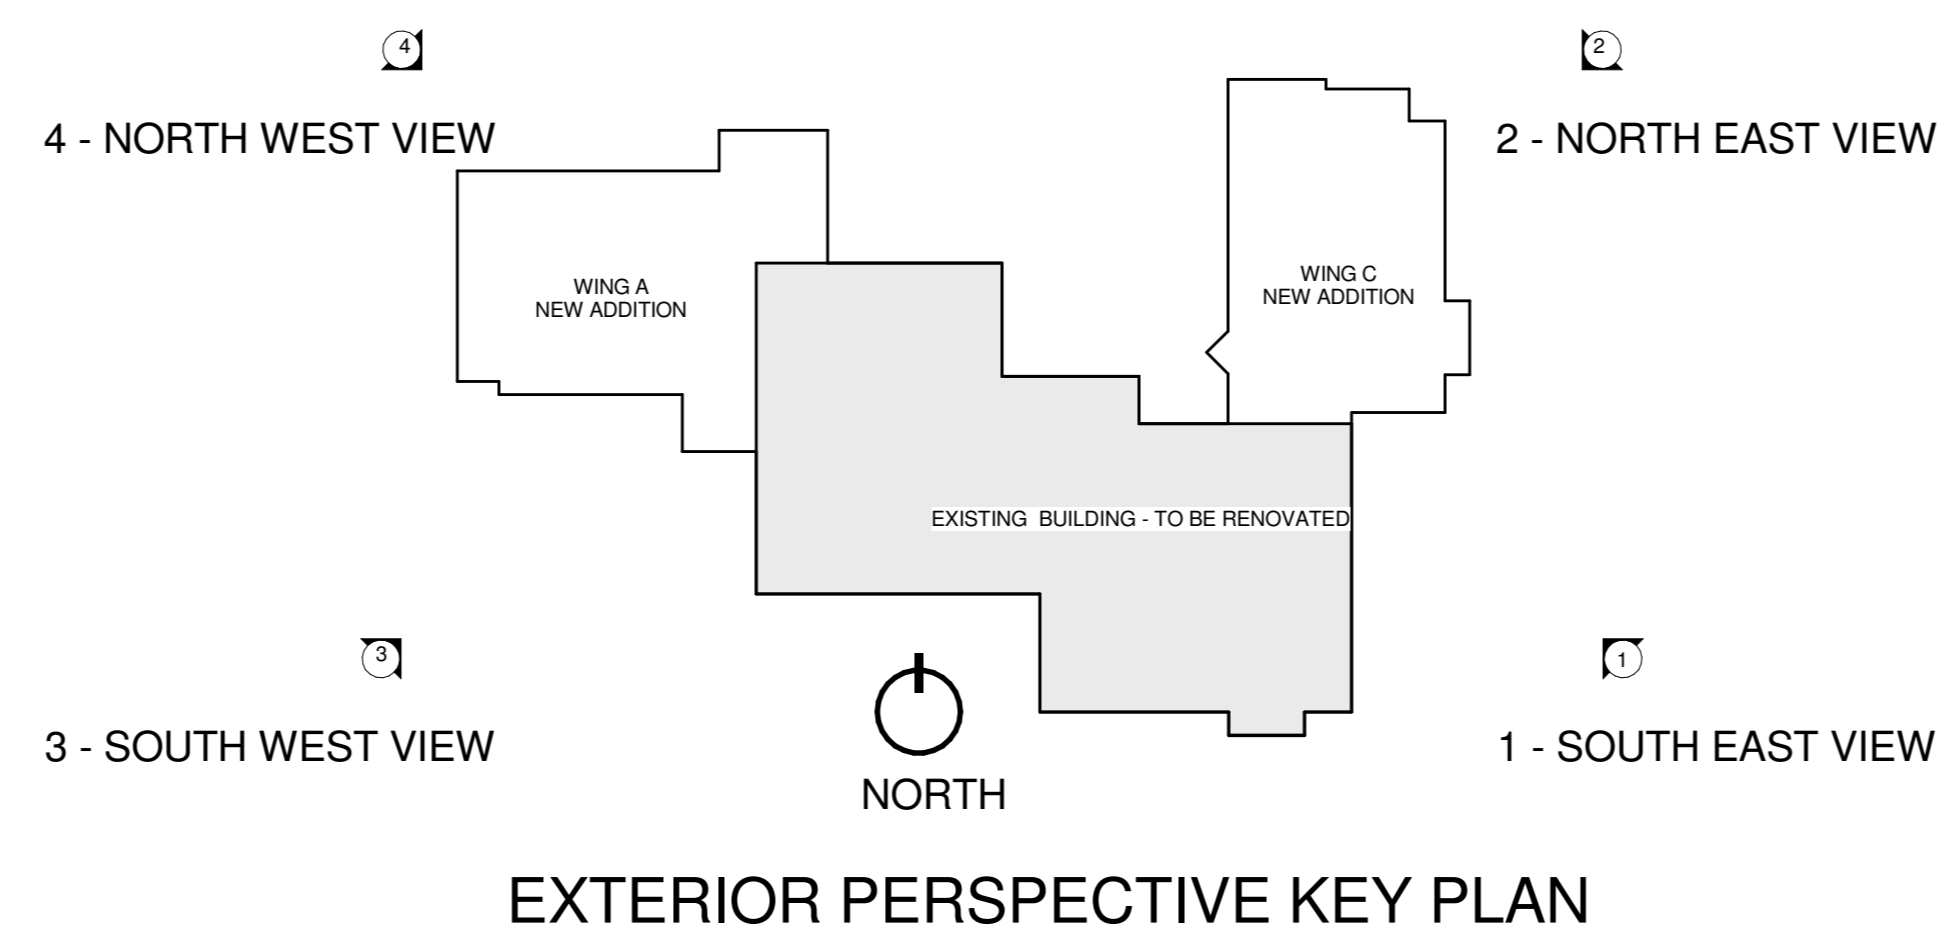 4
2
4 - NORTH WEST VIEW
2 - NORTH EAST VIEW
WING A
NEW ADDITION
WING C
NEW ADDITION
EXISTING BUILDING - TO BE RENOVATED
3
1
3 - SOUTH WEST VIEW
1 - SOUTH EAST VIEW
NORTH
EXTERIOR PERSPECTIVE KEY PLAN